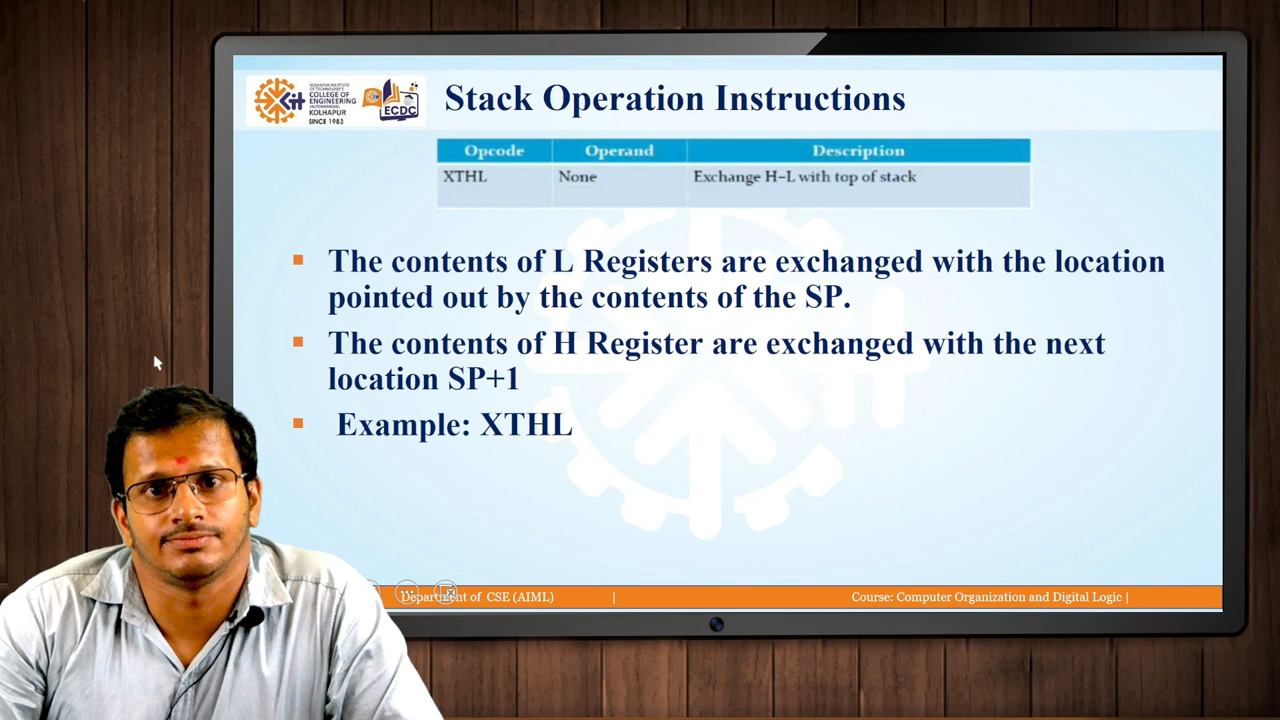 KOLHAPUR INSTITUTE
OF TECHNOLOGY'S
COLLEGE OF
ENGINEERING
KOLHAPUR
SINCE 1983
ECDC
Stack Operation Instructions
Opcode Operand Description
XTHL None Exchange H–L with top of stack
▪ The contents of L Registers are exchanged with the location
pointed out by the contents of the SP.
▪ The contents of H Register are exchanged with the next
location SP+1
▪ Example: XTHL
Department of CSE (AIML) | Course: Computer Organization and Digital Logic |